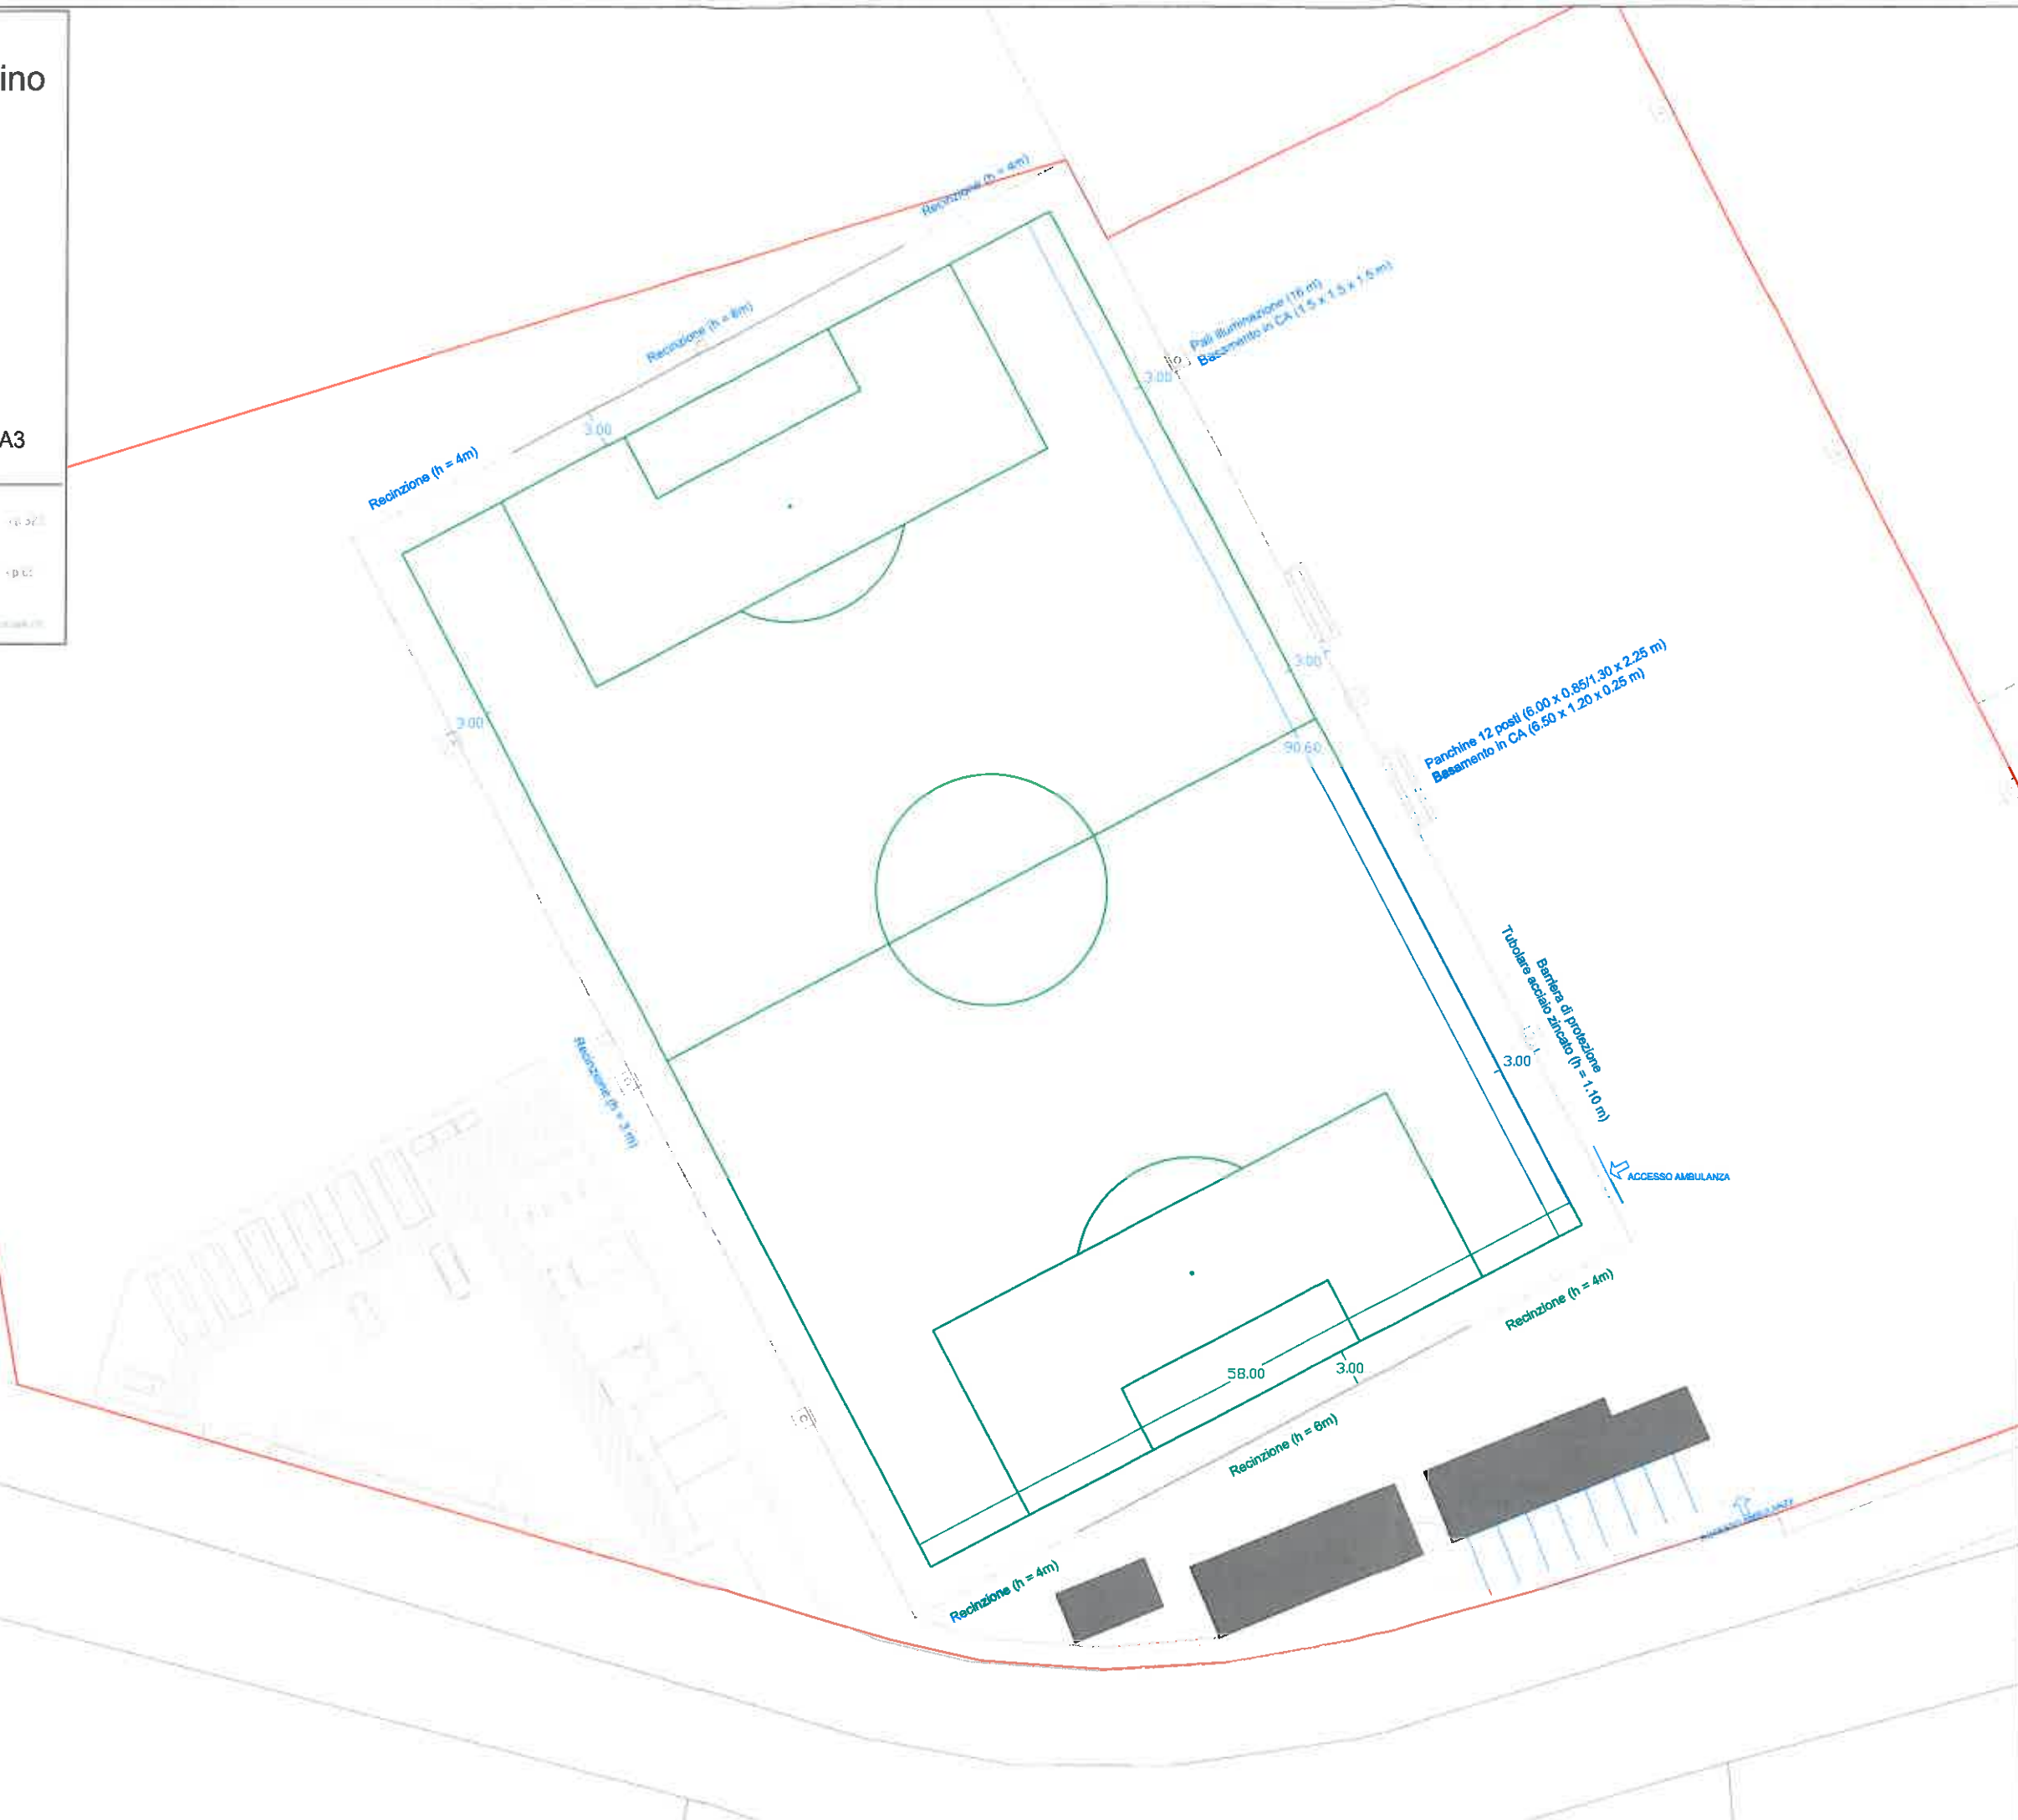 ino
A3
Recinzione (h = 4m)
Recinzione (h = 6m)
Recinzione (h = 4m)
3.00
Pali illuminazione (16 m)
Basamento in CA (1.5 x 1.5 x 1.5 m)
3.00
3.00
3.00
90.60
Panchine 12 posti (6.00 x 0.85/1.30 x 2.25 m)
Basamento in CA (6.50 x 1.20 x 0.25 m)
Barriera di protezione
Tubolare acciaio zincato (h = 1.10 m)
3.00
Recinzione (h = 3 m)
ACCESSO AMBULANZA
Recinzione (h = 4m)
58.00
3.00
Recinzione (h = 6m)
Recinzione (h = 4m)
ACCESSO AMBULANZA